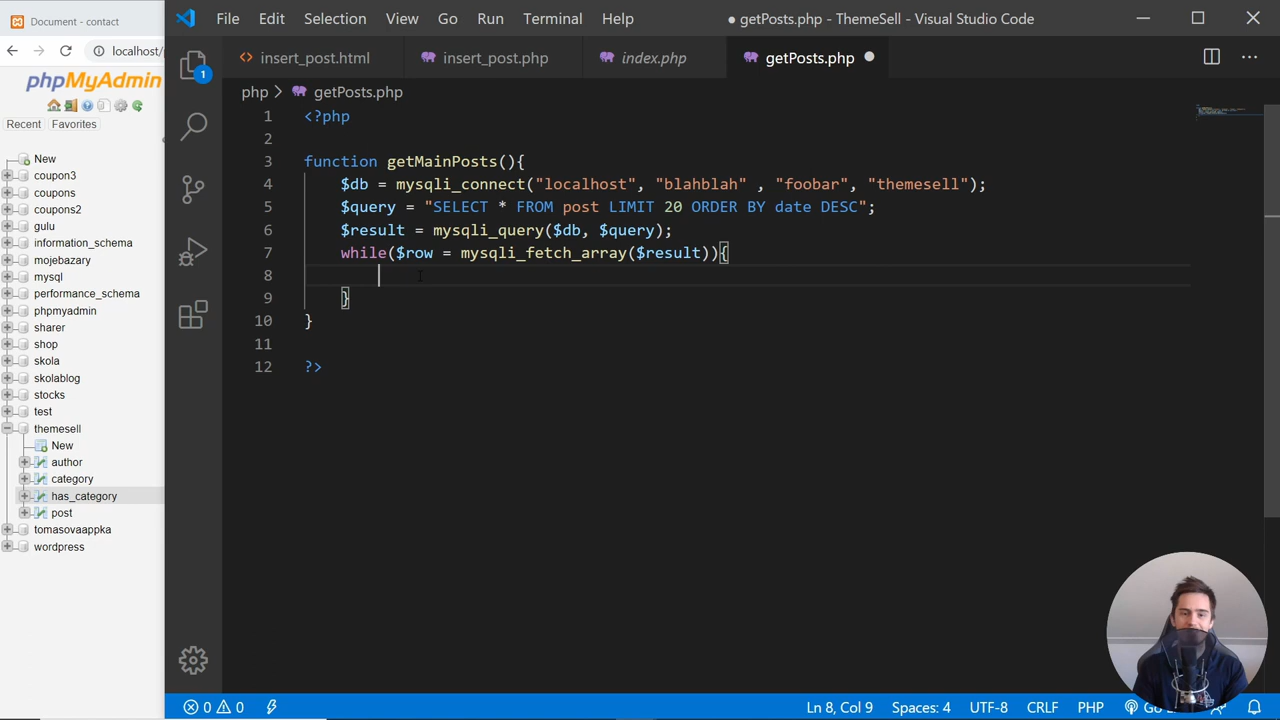 Document - contact
localhost/
phpMyAdmin
Recent Favorites
New
coupon3
coupons
coupons2
gulu
information_schema
mojebazary
mysql
performance_schema
phpmyadmin
sharer
shop
skola
skolablog
stocks
test
themesell
New
author
category
has_category
post
tomasovaappka
wordpress
File Edit Selection View Go Run Terminal Help
● getPosts.php - ThemeSell - Visual Studio Code
insert_post.html insert_post.php index.php getPosts.php
1
php > getPosts.php
1 <?php
2
3 function getMainPosts(){
4 $db = mysqli_connect("localhost", "blahblah" , "foobar", "themesell");
5 $query = "SELECT * FROM post LIMIT 20 ORDER BY date DESC";
6 $result = mysqli_query($db, $query);
7 while($row = mysqli_fetch_array($result)){
8
9 }
10 }
11
12 ?>
0 0 Ln 8, Col 9 Spaces: 4 UTF-8 CRLF PHP Go